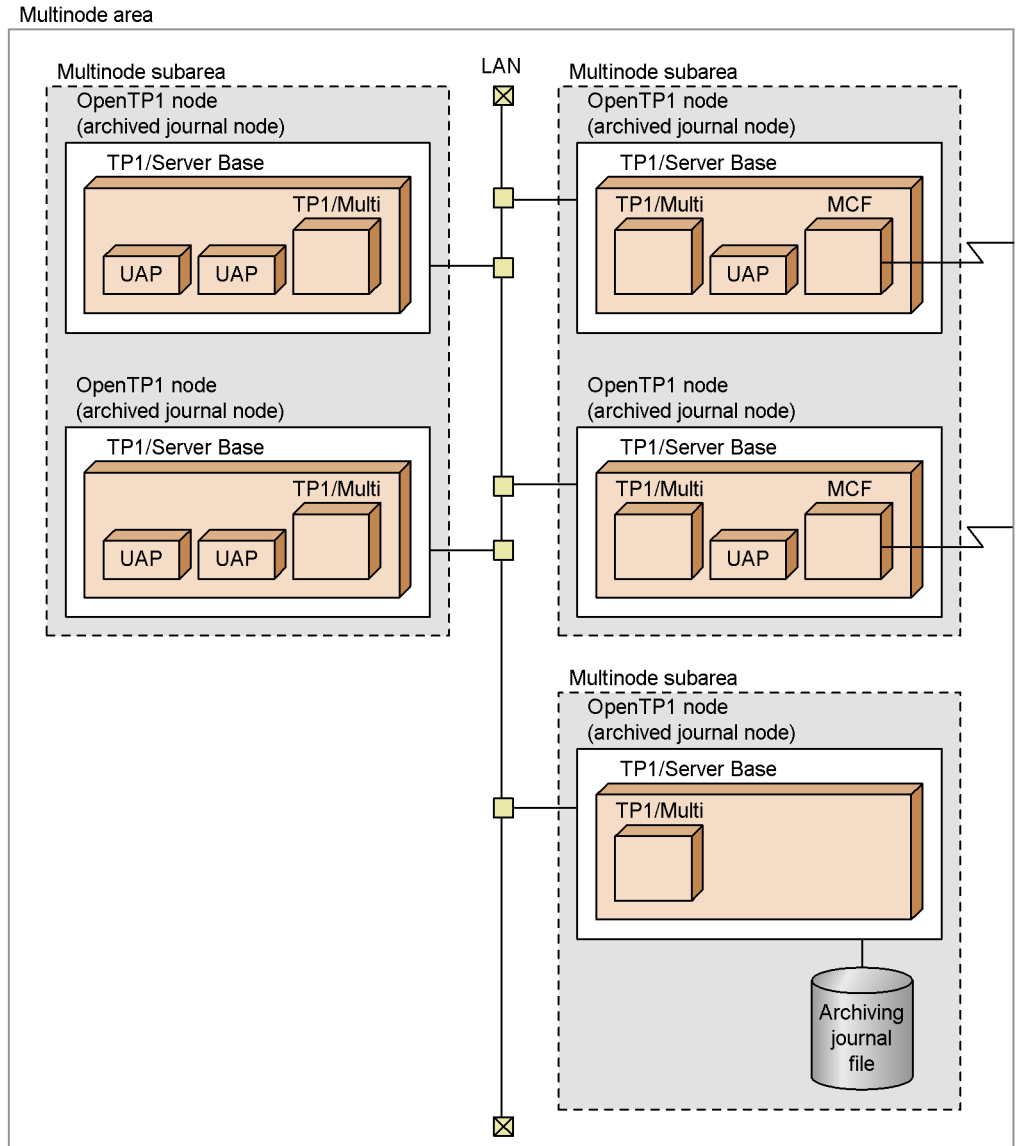 Multinode area
LAN
Multinode subarea
OpenTP1 node
(archived journal node)
TP1/Server Base
TP1/Multi
UAP
UAP
OpenTP1 node
(archived journal node)
TP1/Server Base
TP1/Multi
UAP
UAP
Multinode subarea
OpenTP1 node
(archived journal node)
TP1/Server Base
TP1/Multi
MCF
UAP
OpenTP1 node
(archived journal node)
TP1/Server Base
TP1/Multi
MCF
UAP
Multinode subarea
OpenTP1 node
(archived journal node)
TP1/Server Base
TP1/Multi
Archiving
journal
file